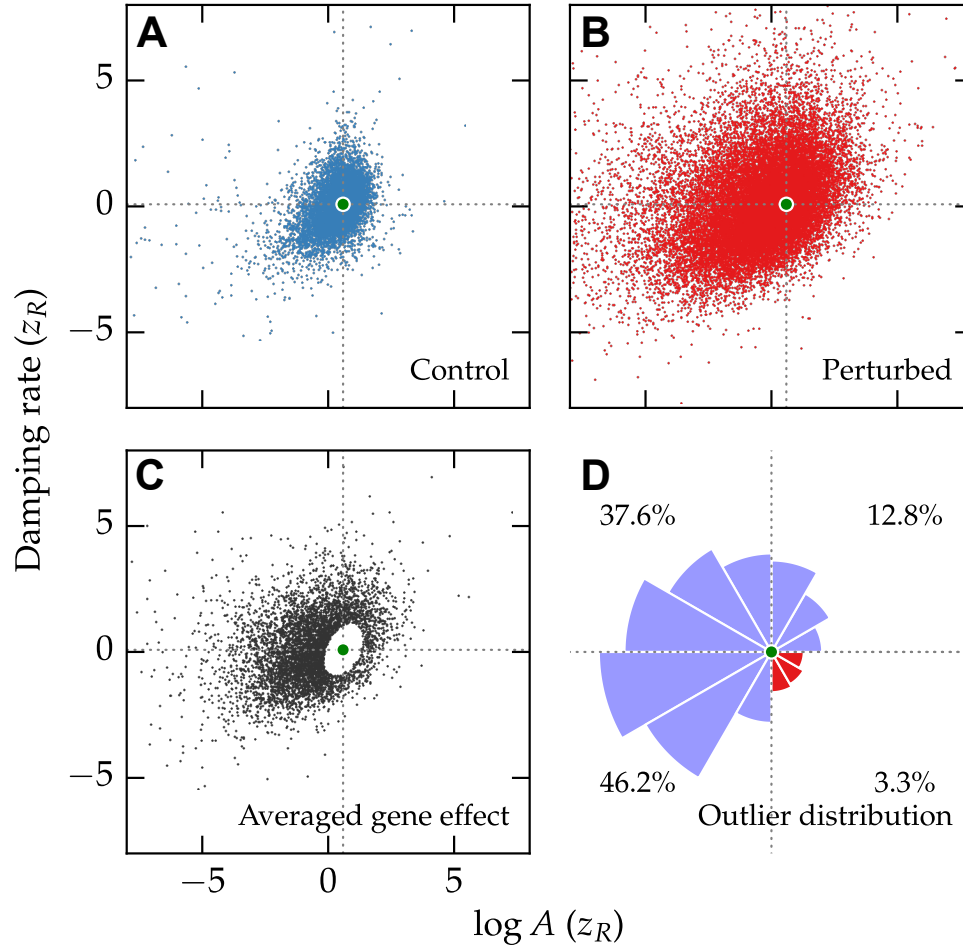 A
B
5
0
−5
Control
Perturbed
Damping rate (z_R)
C
D
5
0
−5
37.6%
12.8%
46.2%
3.3%
Averaged gene effect
Outlier distribution
−5
0
5
log A (z_R)